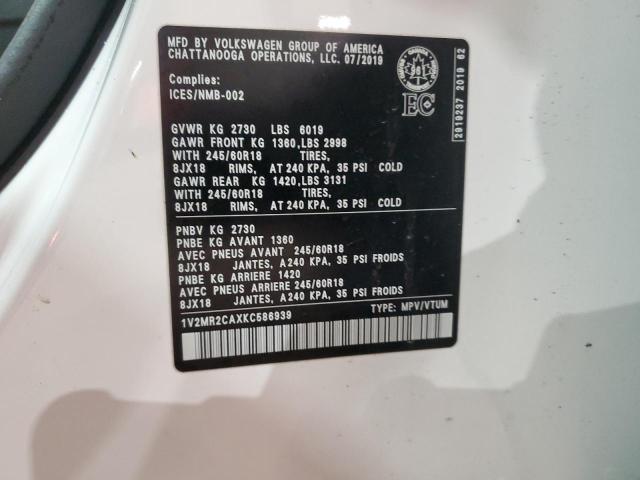 MFD BY VOLKSWAGEN GROUP OF AMERICA
CHATTANOOGA OPERATIONS, LLC. 07/2019
Complies:
ICES/NMB-002
EC
2919237 2019 62
GVWR KG 2730 LBS 6019
GAWR FRONT KG 1360,LBS 2998
WITH 245/60R18 TIRES,
8JX18 RIMS, AT 240 KPA, 35 PSI COLD
GAWR REAR KG 1420,LBS 3131
WITH 245/60R18 TIRES,
8JX18 RIMS, AT 240 KPA, 35 PSI COLD
PNBV KG 2730
PNBE KG AVANT 1360
AVEC PNEUS AVANT 245/60R18
8JX18 JANTES, A240 KPA, 35 PSI FROID
PNBE KG ARRIERE 1420
AVEC PNEUS ARRIERE 245/60R18
8JX18 JANTES, A240 KPA, 35 PSI FROID
1V2MR2CAXKC586939 TYPE: MPV/VTUM